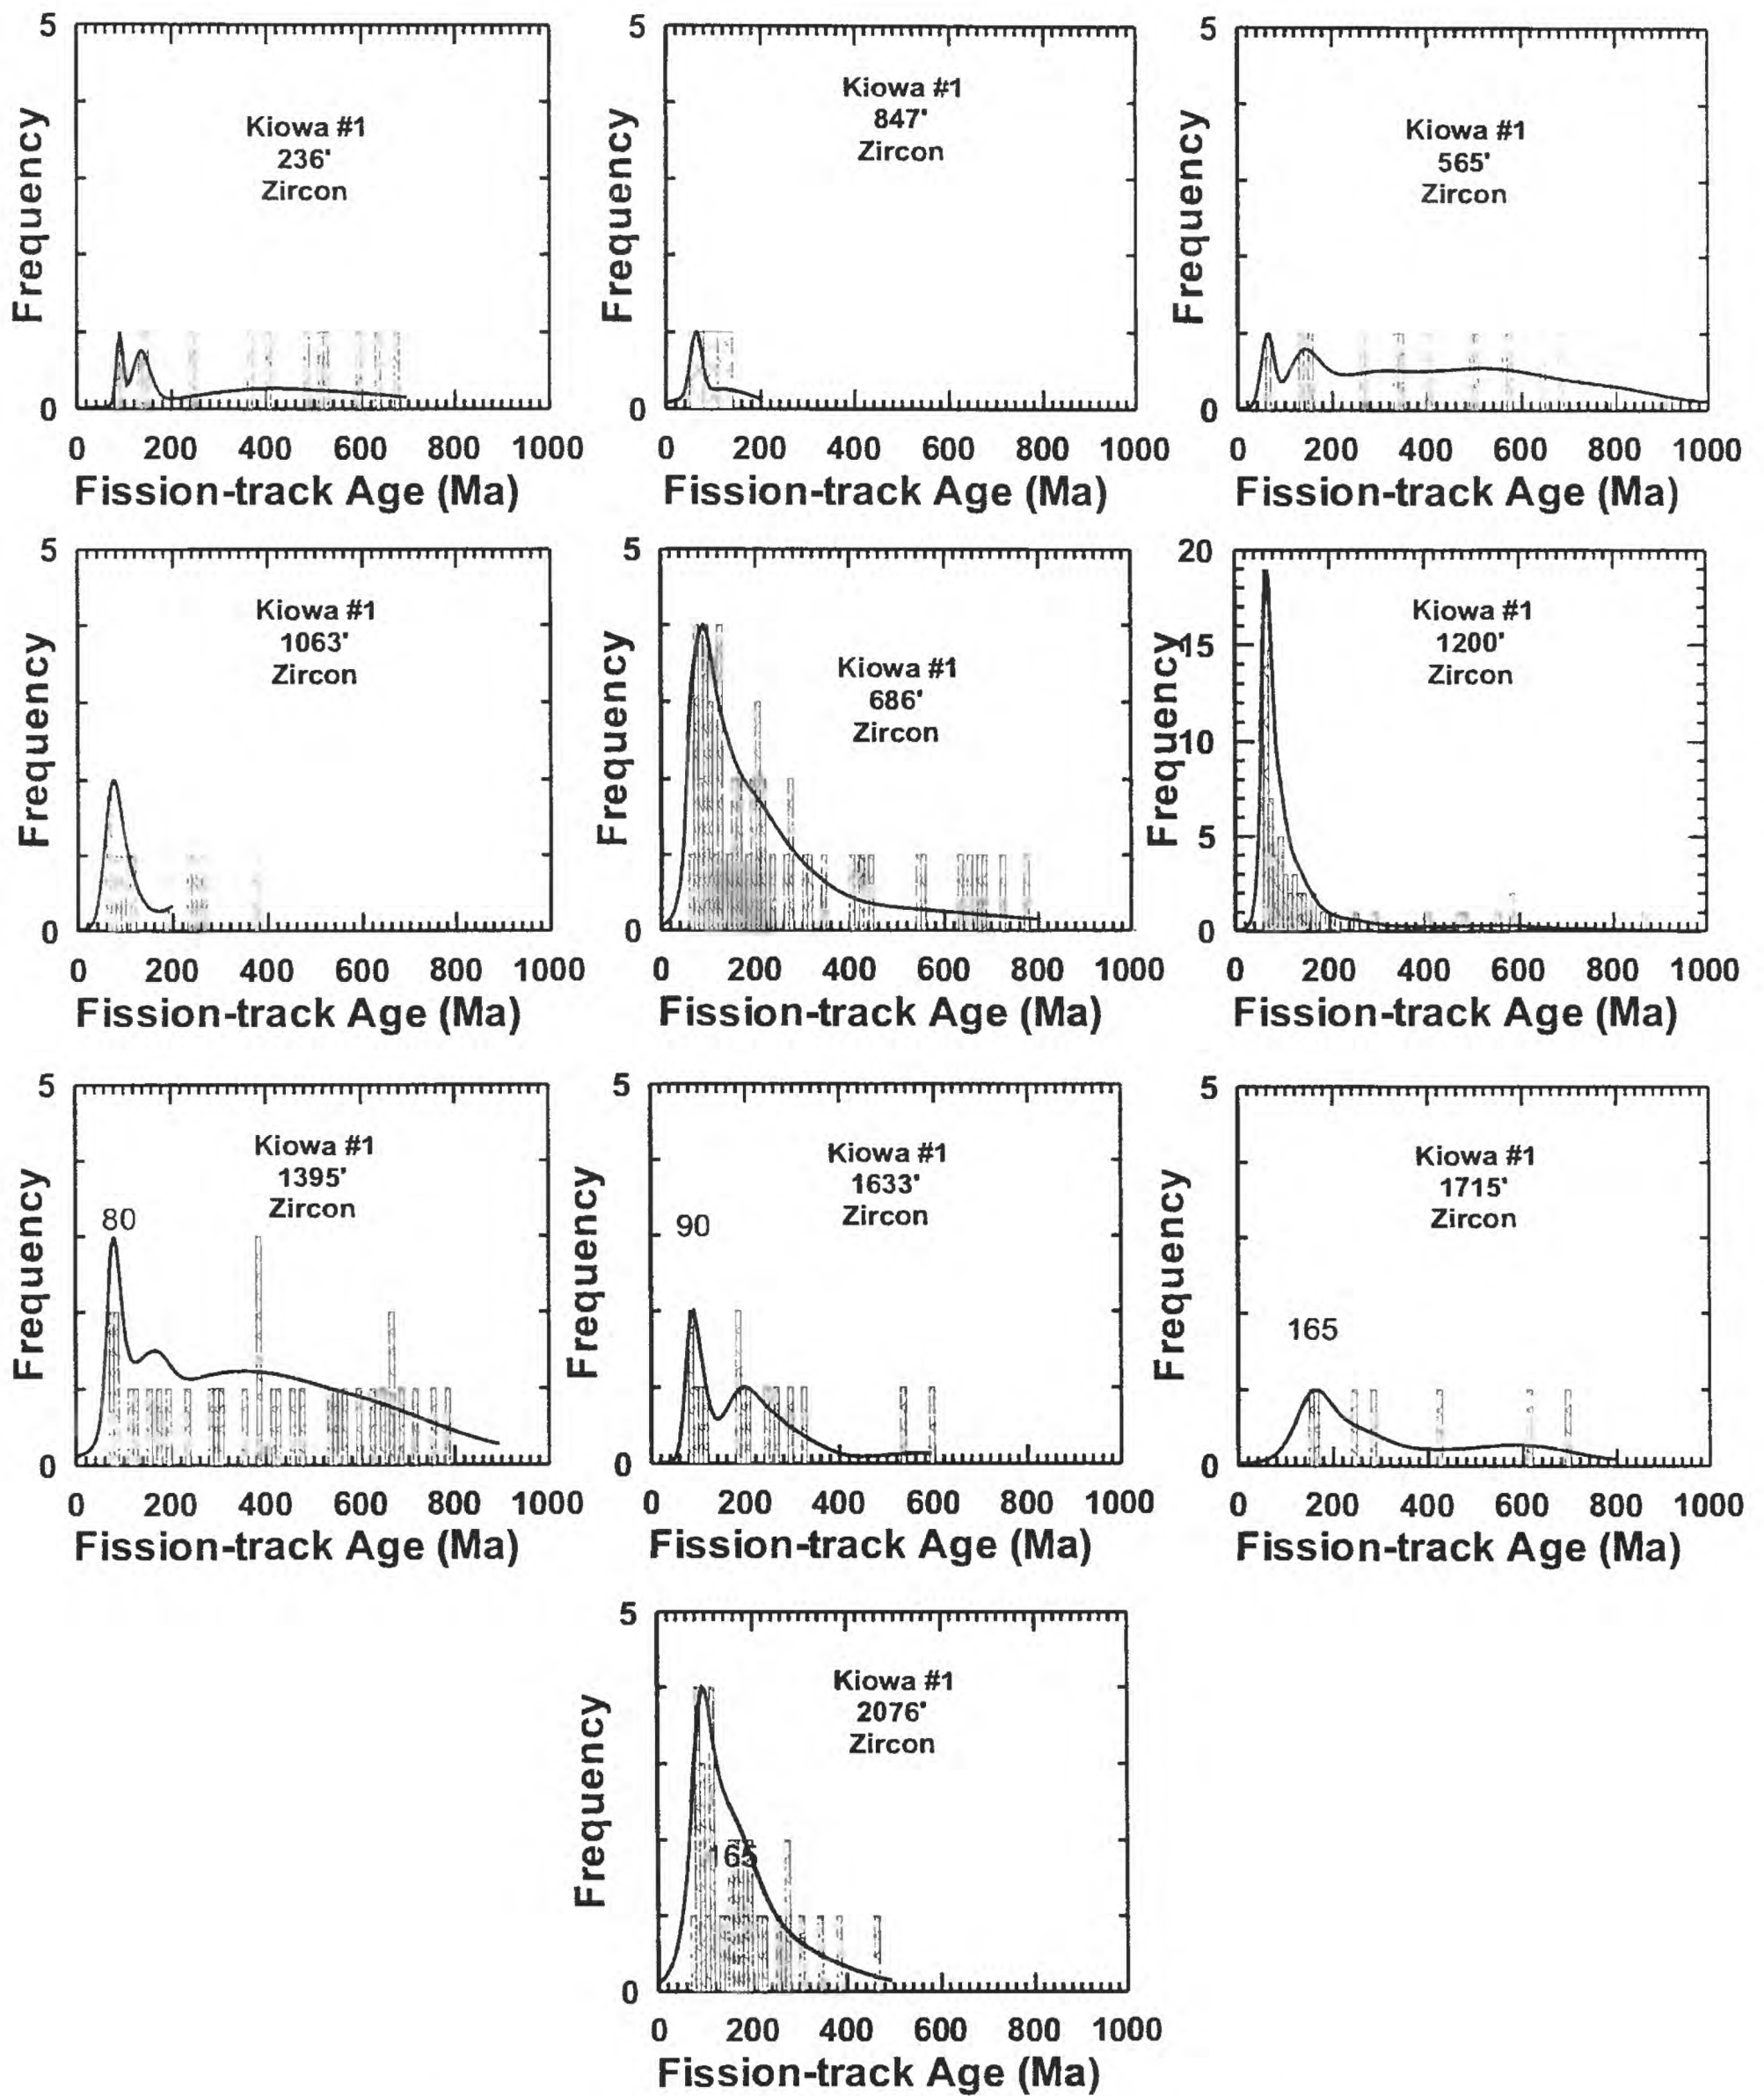 5
Frequency
Kiowa #1
236'
Zircon
0
0 200 400 600 800 1000
Fission-track Age (Ma)
5
Frequency
Kiowa #1
847'
Zircon
0
0 200 400 600 800 1000
Fission-track Age (Ma)
5
Frequency
Kiowa #1
565'
Zircon
0
0 200 400 600 800 1000
Fission-track Age (Ma)
5
Frequency
Kiowa #1
1063'
Zircon
0
0 200 400 600 800 1000
Fission-track Age (Ma)
5
Frequency
Kiowa #1
686'
Zircon
0
0 200 400 600 800 1000
Fission-track Age (Ma)
20
15
10
5
0
Frequency
Kiowa #1
1200'
Zircon
0 200 400 600 800 1000
Fission-track Age (Ma)
5
Frequency
Kiowa #1
1395'
Zircon
80
0
0 200 400 600 800 1000
Fission-track Age (Ma)
5
Frequency
Kiowa #1
1633'
Zircon
90
0
0 200 400 600 800 1000
Fission-track Age (Ma)
5
Frequency
Kiowa #1
1715'
Zircon
165
0
0 200 400 600 800 1000
Fission-track Age (Ma)
5
Frequency
Kiowa #1
2076'
Zircon
165
0
0 200 400 600 800 1000
Fission-track Age (Ma)